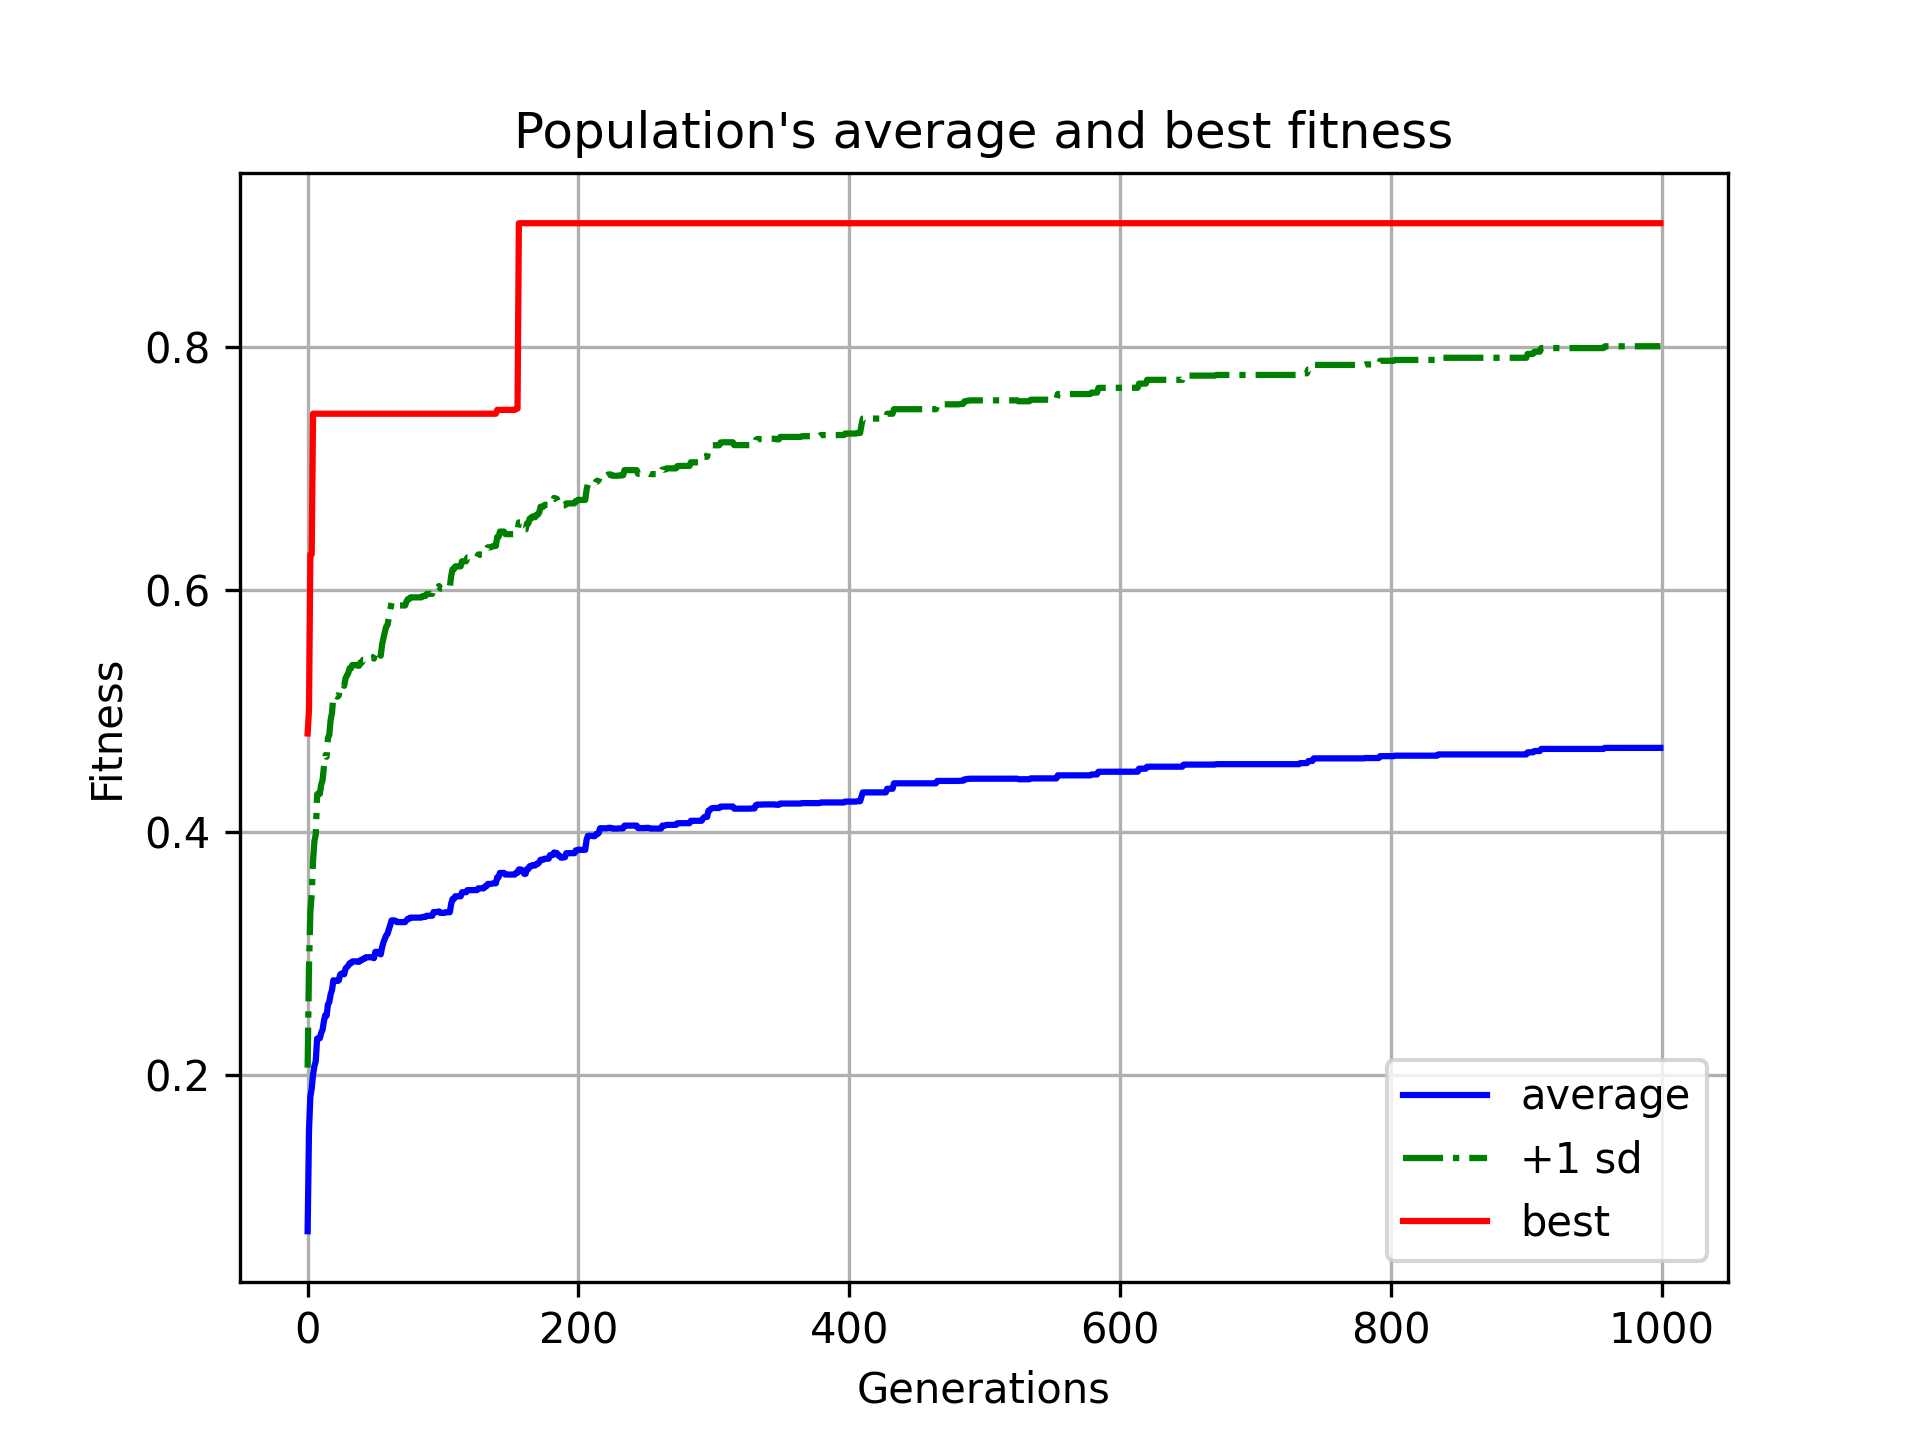 Population's average and best fitness
Fitness
0.8
0.6
0.4
0.2
0 200 400 600 800 1000
Generations
average
+1 sd
best